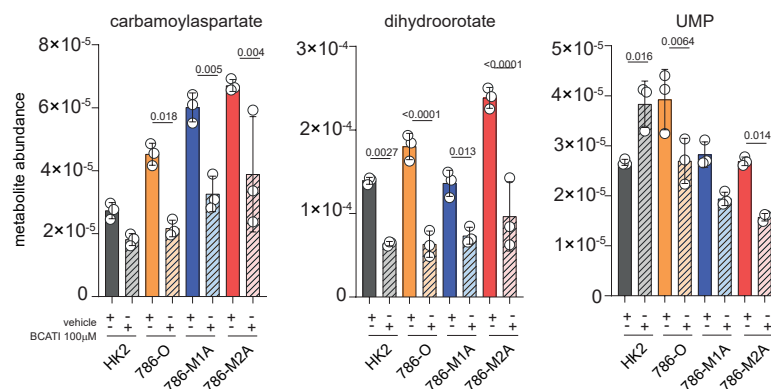 carbamoylaspartate
dihydroorotate
UMP
metabolite abundance
8×10-5
6×10-5
4×10-5
2×10-5
0
0.018
0.005
0.004
3×10-4
2×10-4
1×10-4
0
0.0027
<0.0001
0.013
<0.0001
5×10-5
4×10-5
3×10-5
2×10-5
1×10-5
0
0.016
0.0064
0.014
vehicle + - + - + - + -
BCATI 100µM - + - + - + - +
HK2 786-O 786-M1A 786-M2A
+ - + - + - + -
- + - + - + - +
HK2 786-O 786-M1A 786-M2A
+ - + - + - + -
- + - + - + - +
HK2 786-O 786-M1A 786-M2A